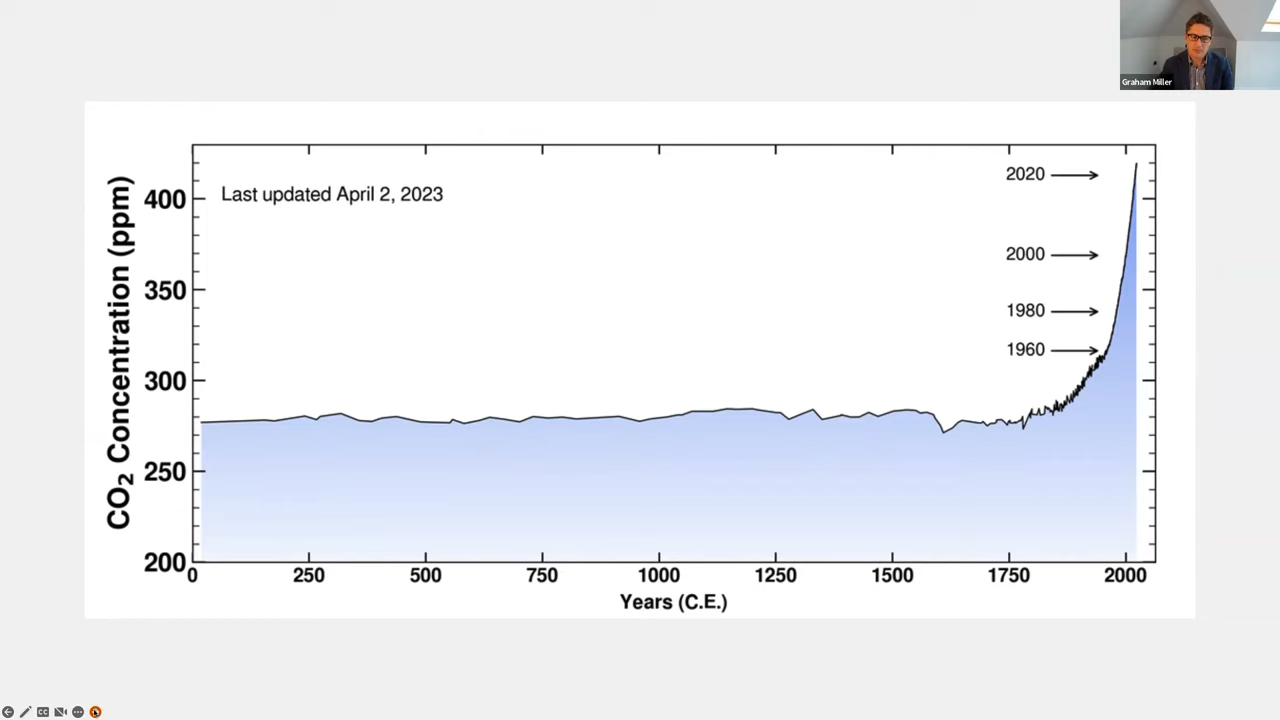 Graham Miller
CO2 Concentration (ppm)
400
350
300
250
200
Last updated April 2, 2023
2020
2000
1980
1960
0 250 500 750 1000 1250 1500 1750 2000
Years (C.E.)
CC